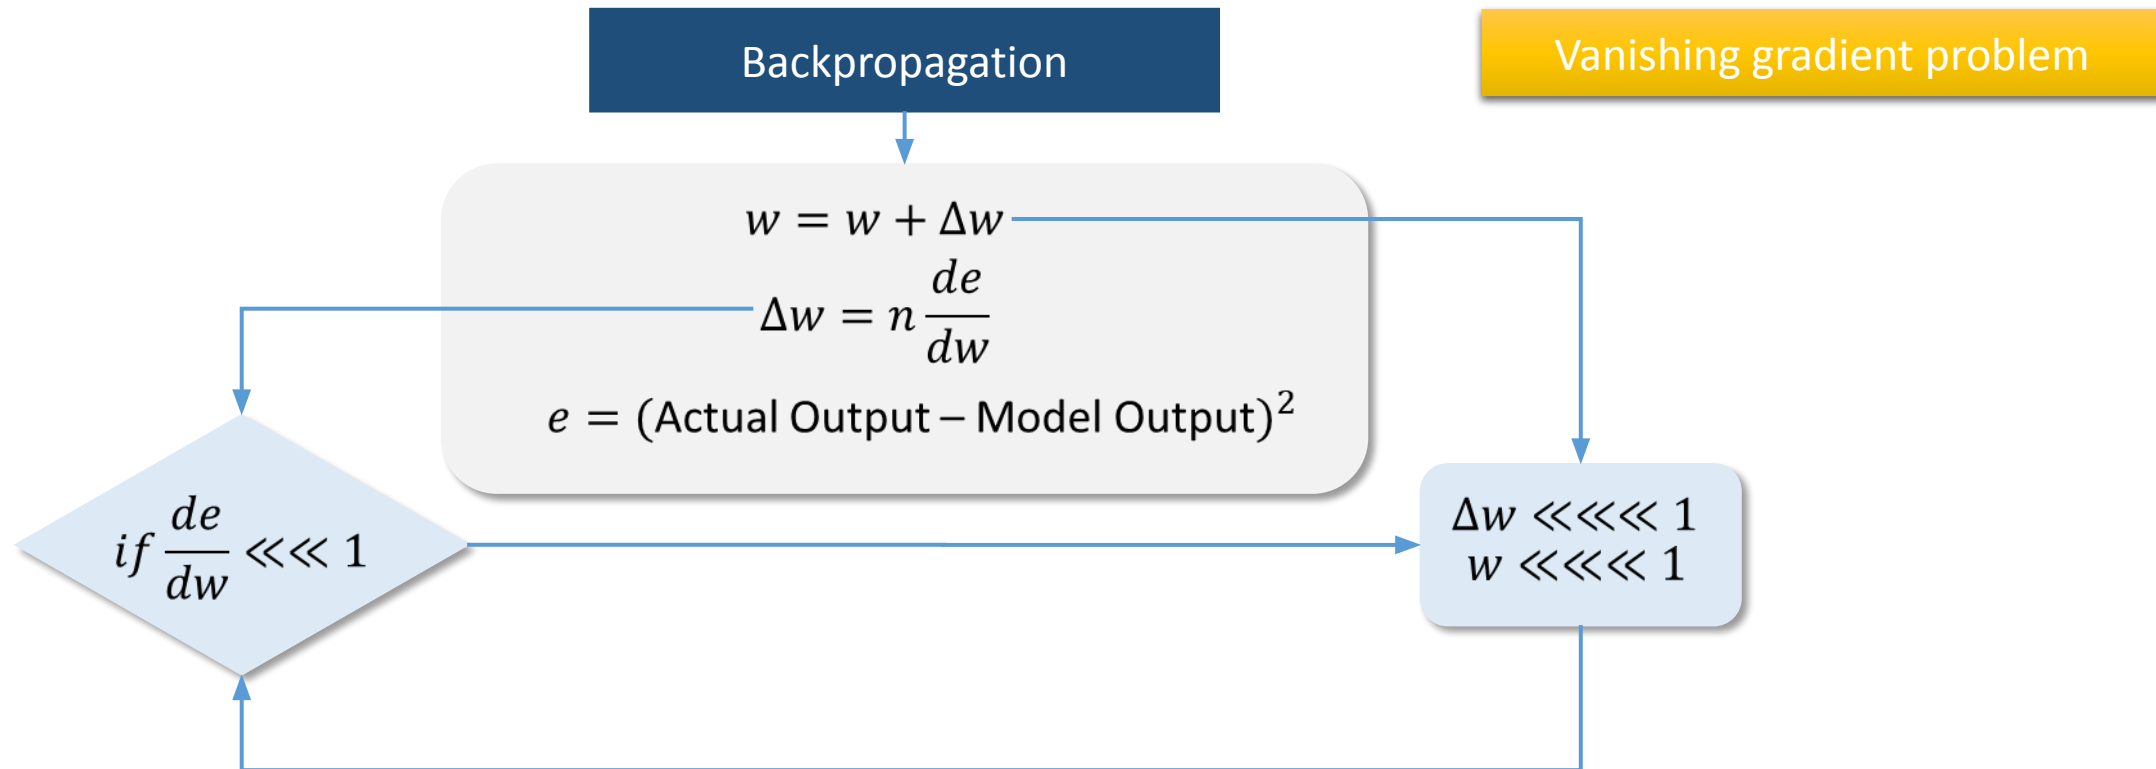 Backpropagation
Vanishing gradient problem
w = w + Δw
Δw = n de/dw
e = (Actual Output – Model Output)²
if de/dw ⋘ 1
Δw ≪≪≪ 1
w ≪≪≪ 1